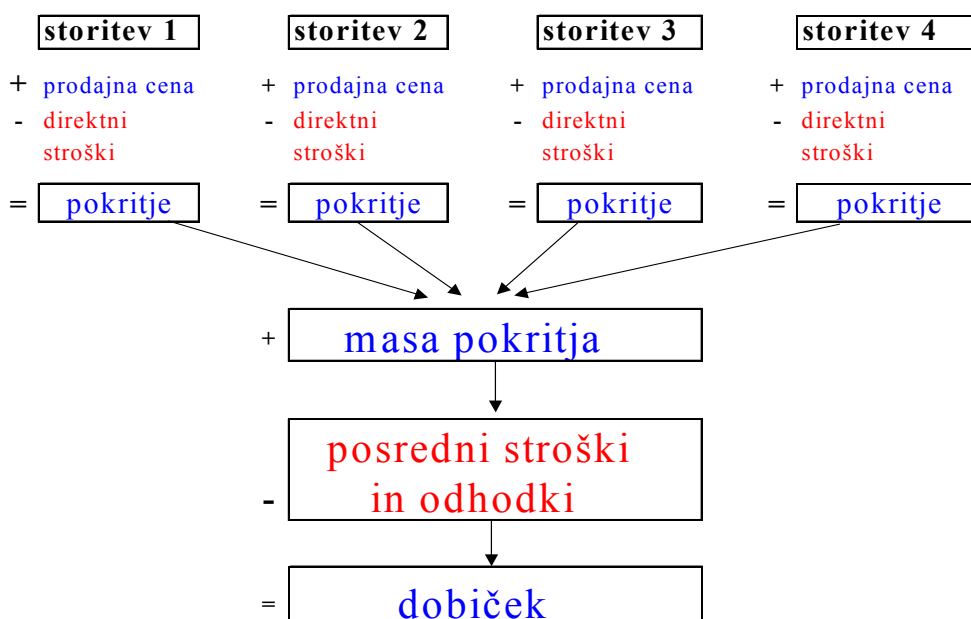 storitev 1 storitev 2 storitev 3 storitev 4
+ prodajna cena + prodajna cena + prodajna cena + prodajna cena
- direktni - direktni - direktni - direktni
stroški stroški stroški stroški
= pokritje = pokritje = pokritje = pokritje
+ masa pokritja
posredni stroški
- in odhodki
= dobiček